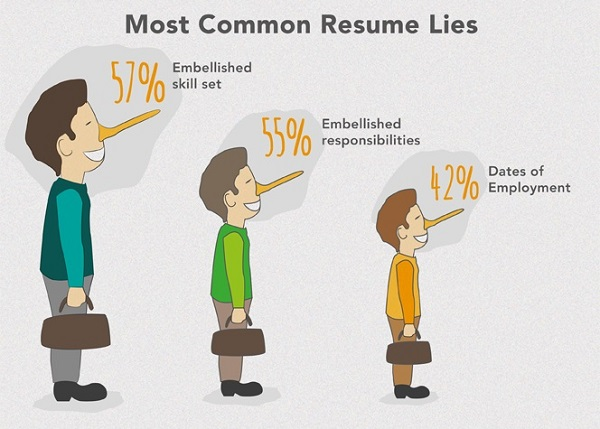 Most Common Resume Lies
57%
Embellished
skill set
55%
Embellished
responsibilities
42%
Dates of
Employment